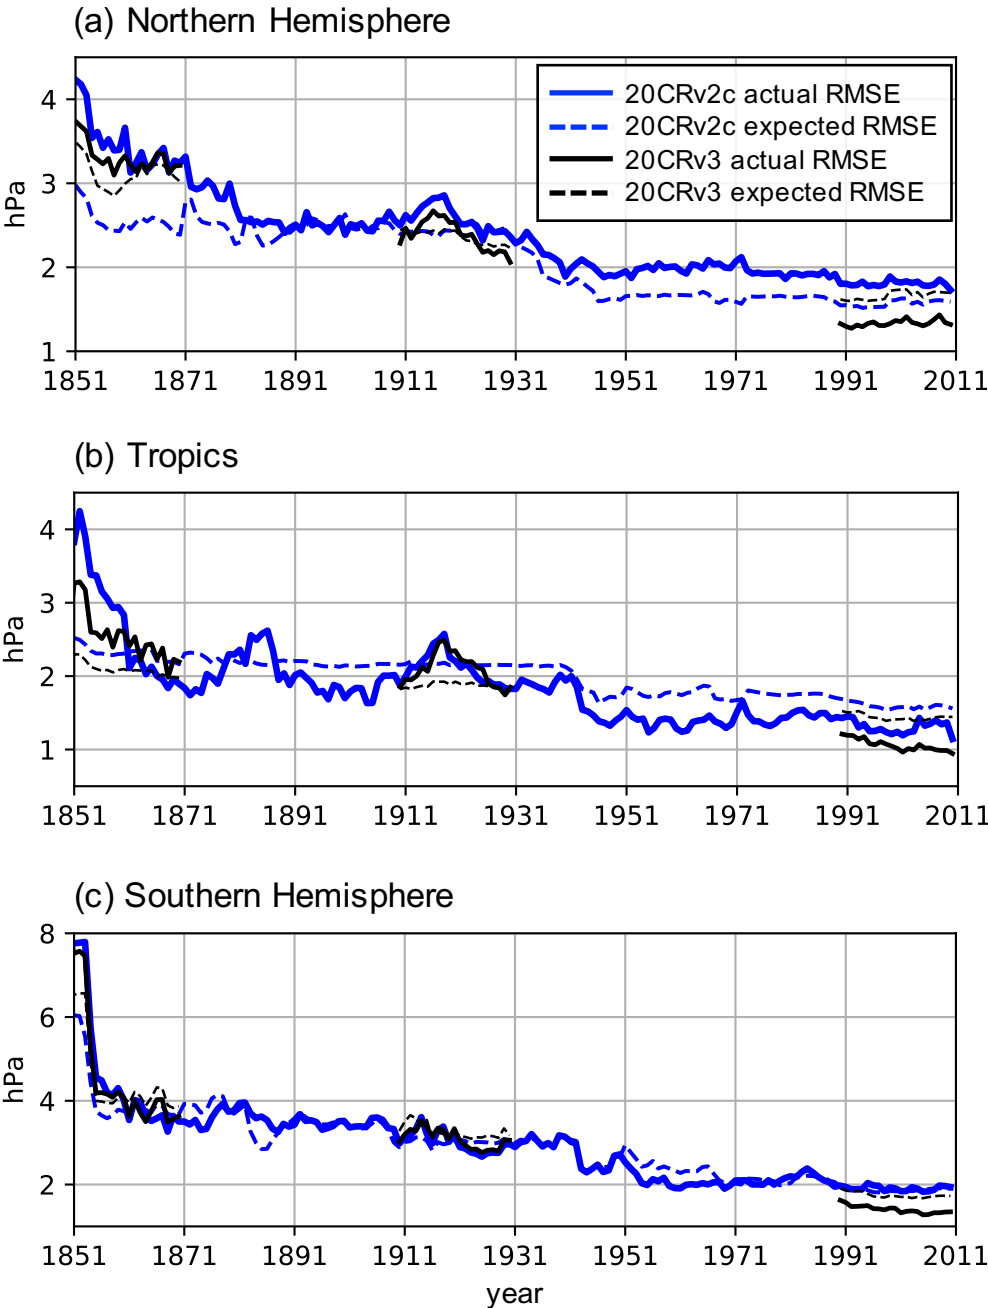 (a) Northern Hemisphere
20CRv2c actual RMSE
20CRv2c expected RMSE
20CRv3 actual RMSE
20CRv3 expected RMSE
hPa
4
3
2
1
1851 1871 1891 1911 1931 1951 1971 1991 2011
(b) Tropics
hPa
4
3
2
1
1851 1871 1891 1911 1931 1951 1971 1991 2011
(c) Southern Hemisphere
hPa
8
6
4
2
1851 1871 1891 1911 1931 1951 1971 1991 2011
year